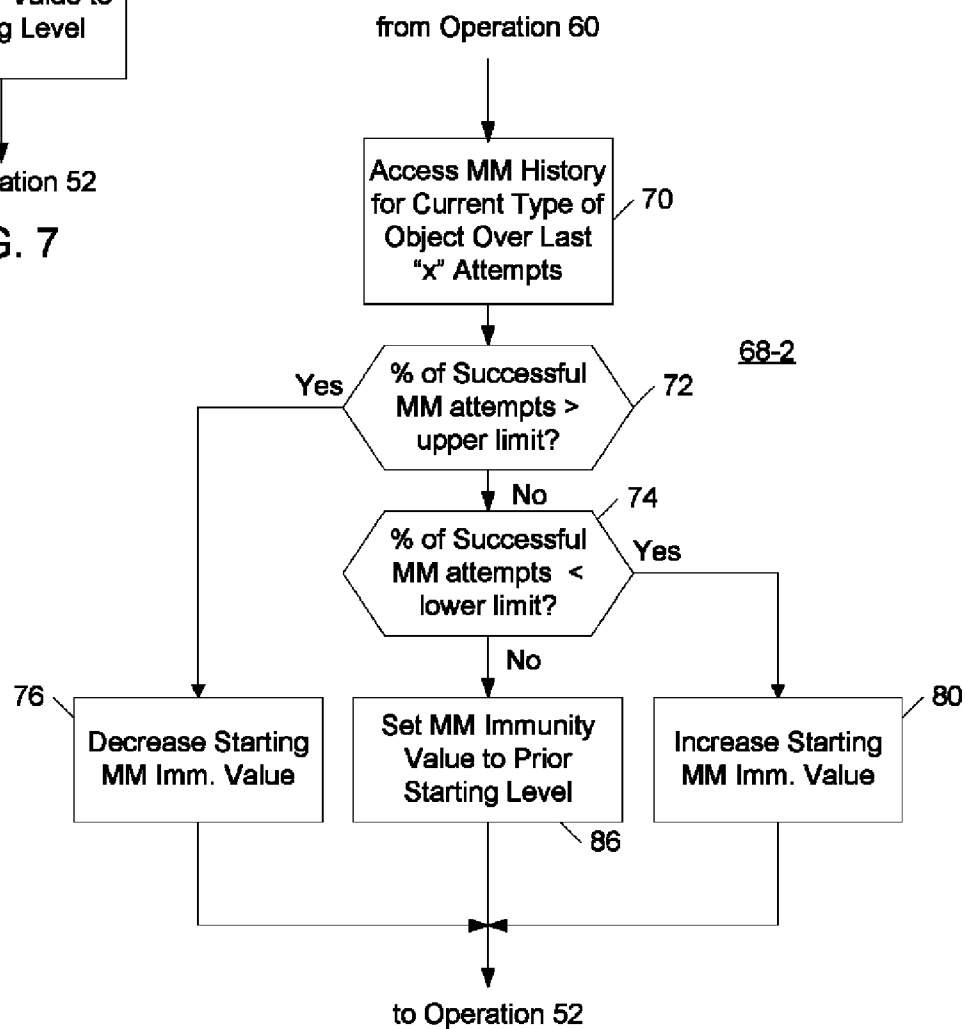 Value to
g Level
ation 52
G. 7
from Operation 60
Access MM History
for Current Type of
Object Over Last
“x” Attempts
70
68-2
% of Successful
MM attempts >
upper limit?
72
Yes
No
74
% of Successful
MM attempts <
lower limit?
Yes
No
76
Decrease Starting
MM Imm. Value
Set MM Immunity
Value to Prior
Starting Level
86
Increase Starting
MM Imm. Value
80
to Operation 52